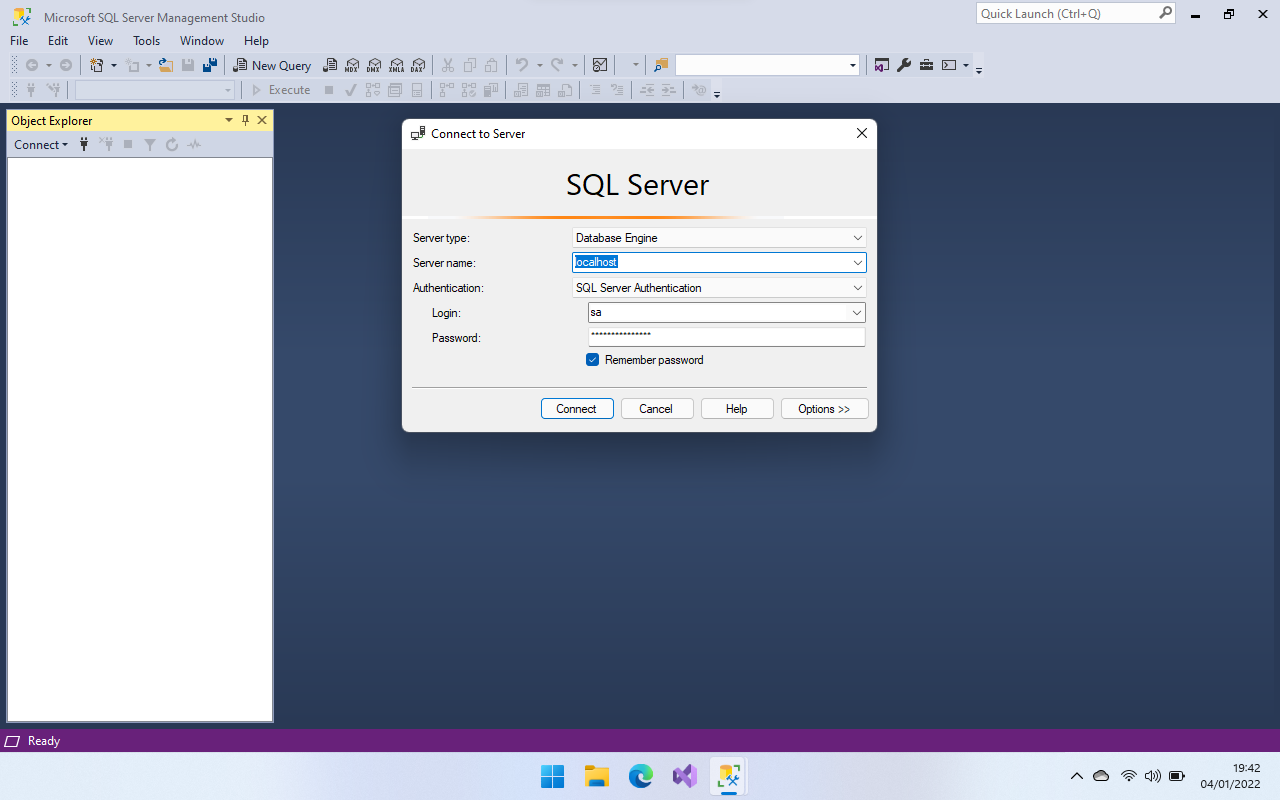 Microsoft SQL Server Management Studio
Quick Launch (Ctrl+Q)
File Edit View Tools Window Help
New Query MDX DMX XMLA DAX
Execute
Object Explorer
Connect
Connect to Server
SQL Server
Server type: Database Engine
Server name: localhost
Authentication: SQL Server Authentication
Login: sa
Password: ***************
Remember password
Connect Cancel Help Options >>
Ready
19:42
04/01/2022